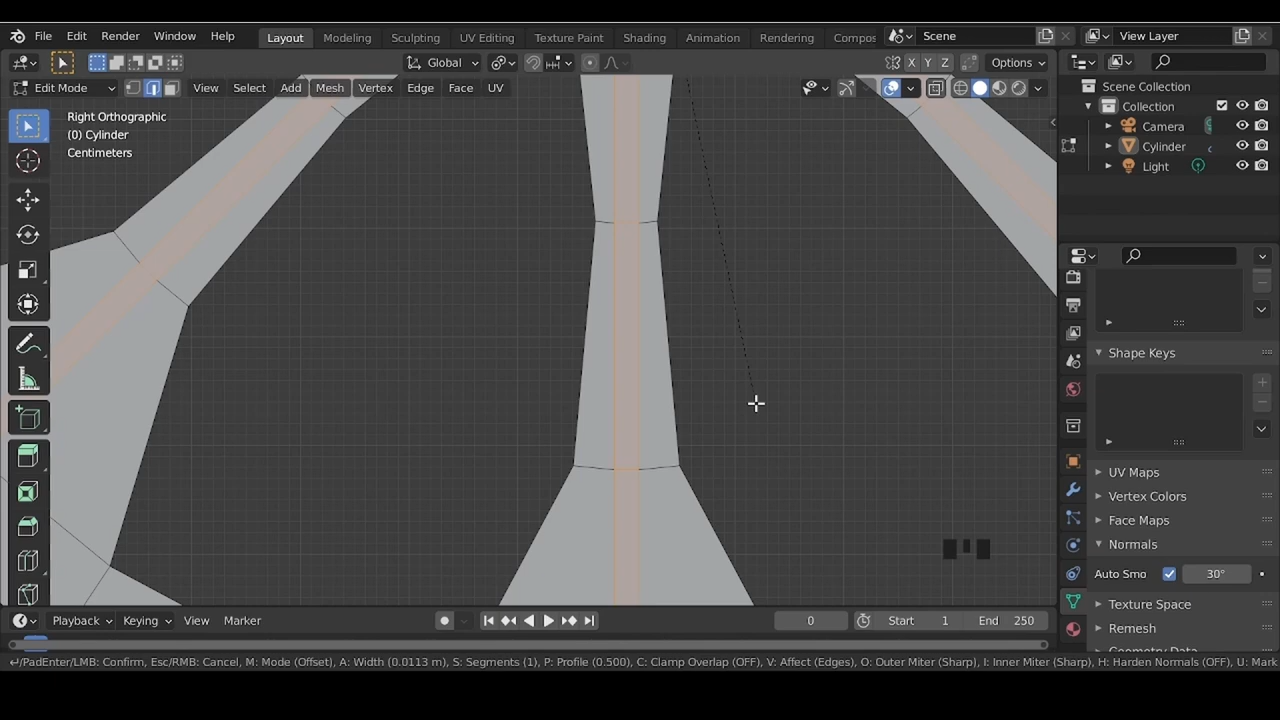 File Edit Render Window Help Layout Modeling Sculpting UV Editing Texture Paint Shading Animation Rendering Compos Scene View Layer
Global X Y Z Options
Edit Mode View Select Add Mesh Vertex Edge Face UV
Right Orthographic
(0) Cylinder
Centimeters
Scene Collection
Collection
Camera
Cylinder
Light
Shape Keys
UV Maps
Vertex Colors
Face Maps
Normals
Auto Smo 30°
Texture Space
Remesh
Geometry Data
Playback Keying View Marker 0 Start 1 End 250
↵/PadEnter/LMB: Confirm, Esc/RMB: Cancel, M: Mode (Offset), A: Width (0.0113 m), S: Segments (1), P: Profile (0.500), C: Clamp Overlap (OFF), V: Affect (Edges), O: Outer Miter (Sharp), I: Inner Miter (Sharp), H: Harden Normals (OFF), U: Mark